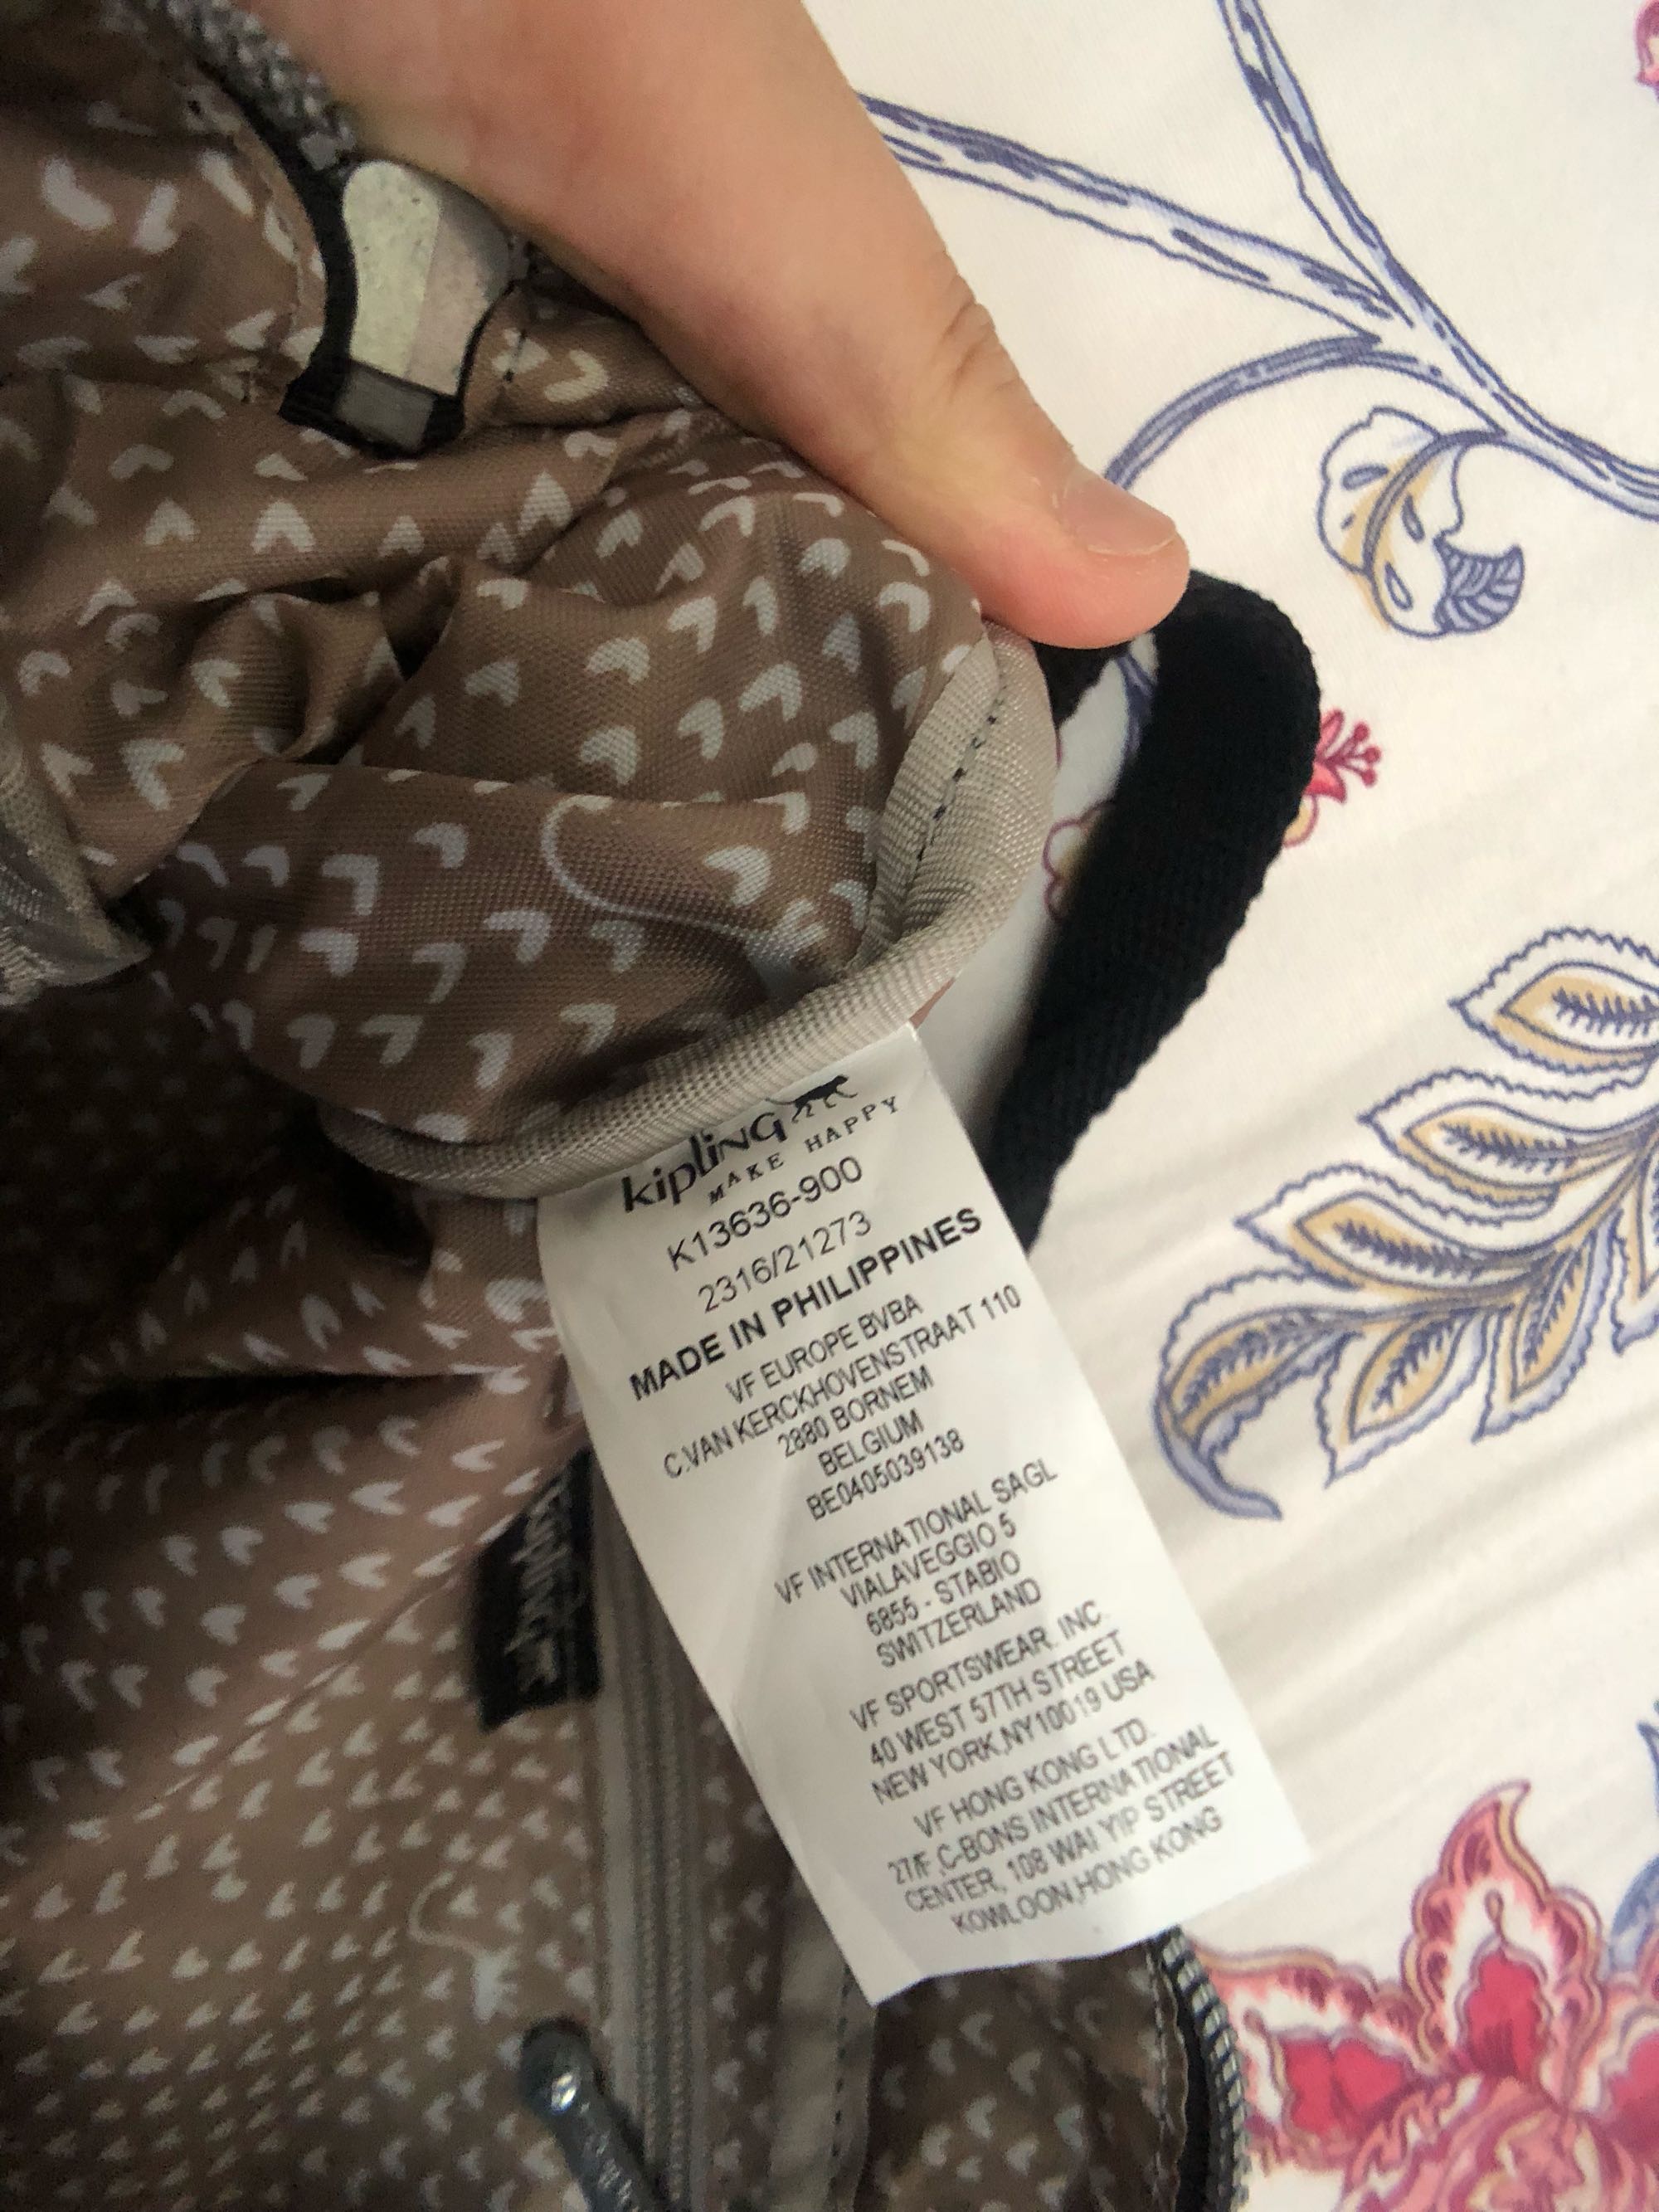 kipling
MAKE HAPPY
K13636-900
2316/21273
MADE IN PHILIPPINES
VF EUROPE BVBA
C.VAN KERCKHOVENSTRAAT 110
2880 BORNEM
BELGIUM
BE0405039138
VF INTERNATIONAL SAGL
VIALAVEGGIO 5
6855 - STABIO
SWITZERLAND
VF SPORTSWEAR. INC.
40 WEST 57TH STREET
NEW YORK,NY10019 USA
VF HONG KONG LTD.
27/F.,C-BONS INTERNATIONAL
CENTER, 108 WAI YIP STREET
KOWLOON,HONG KONG
kipling